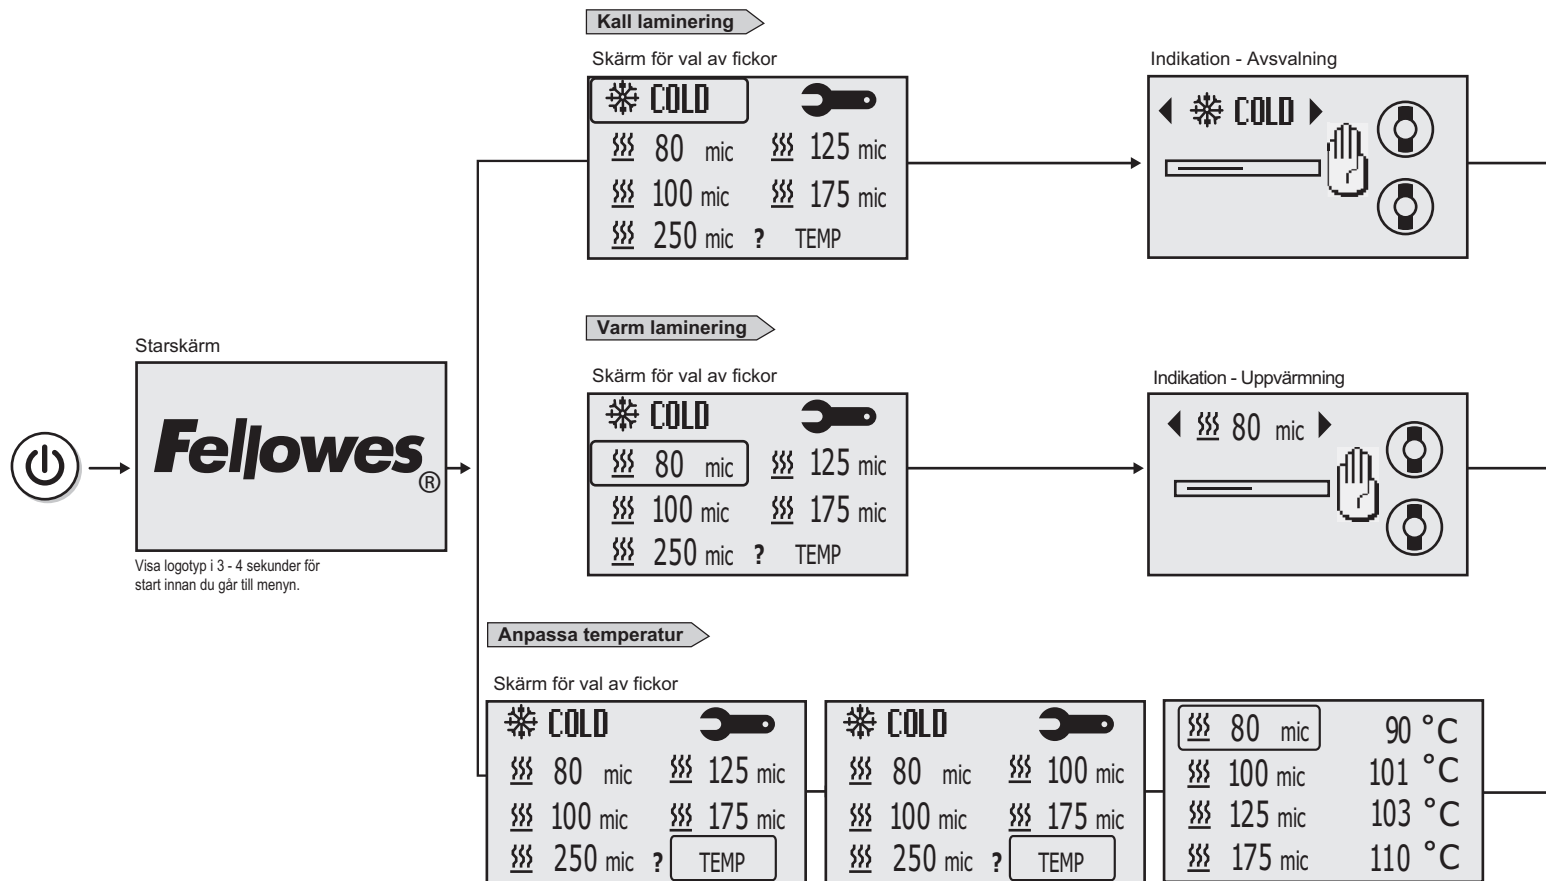 Kall laminering
Skärm för val av fickor
COLD
80 mic 125 mic
100 mic 175 mic
250 mic ? TEMP
Indikation - Avsvalning
COLD
Varm laminering
Skärm för val av fickor
COLD
80 mic 125 mic
100 mic 175 mic
250 mic ? TEMP
Indikation - Uppvärmning
80 mic
Starskärm
Fellowes®
Visa logotyp i 3 - 4 sekunder för
start innan du går till menyn.
Anpassa temperatur
Skärm för val av fickor
COLD
80 mic 125 mic
100 mic 175 mic
250 mic ? TEMP
COLD
80 mic 100 mic
100 mic 175 mic
250 mic ? TEMP
80 mic 90 °C
100 mic 101 °C
125 mic 103 °C
175 mic 110 °C